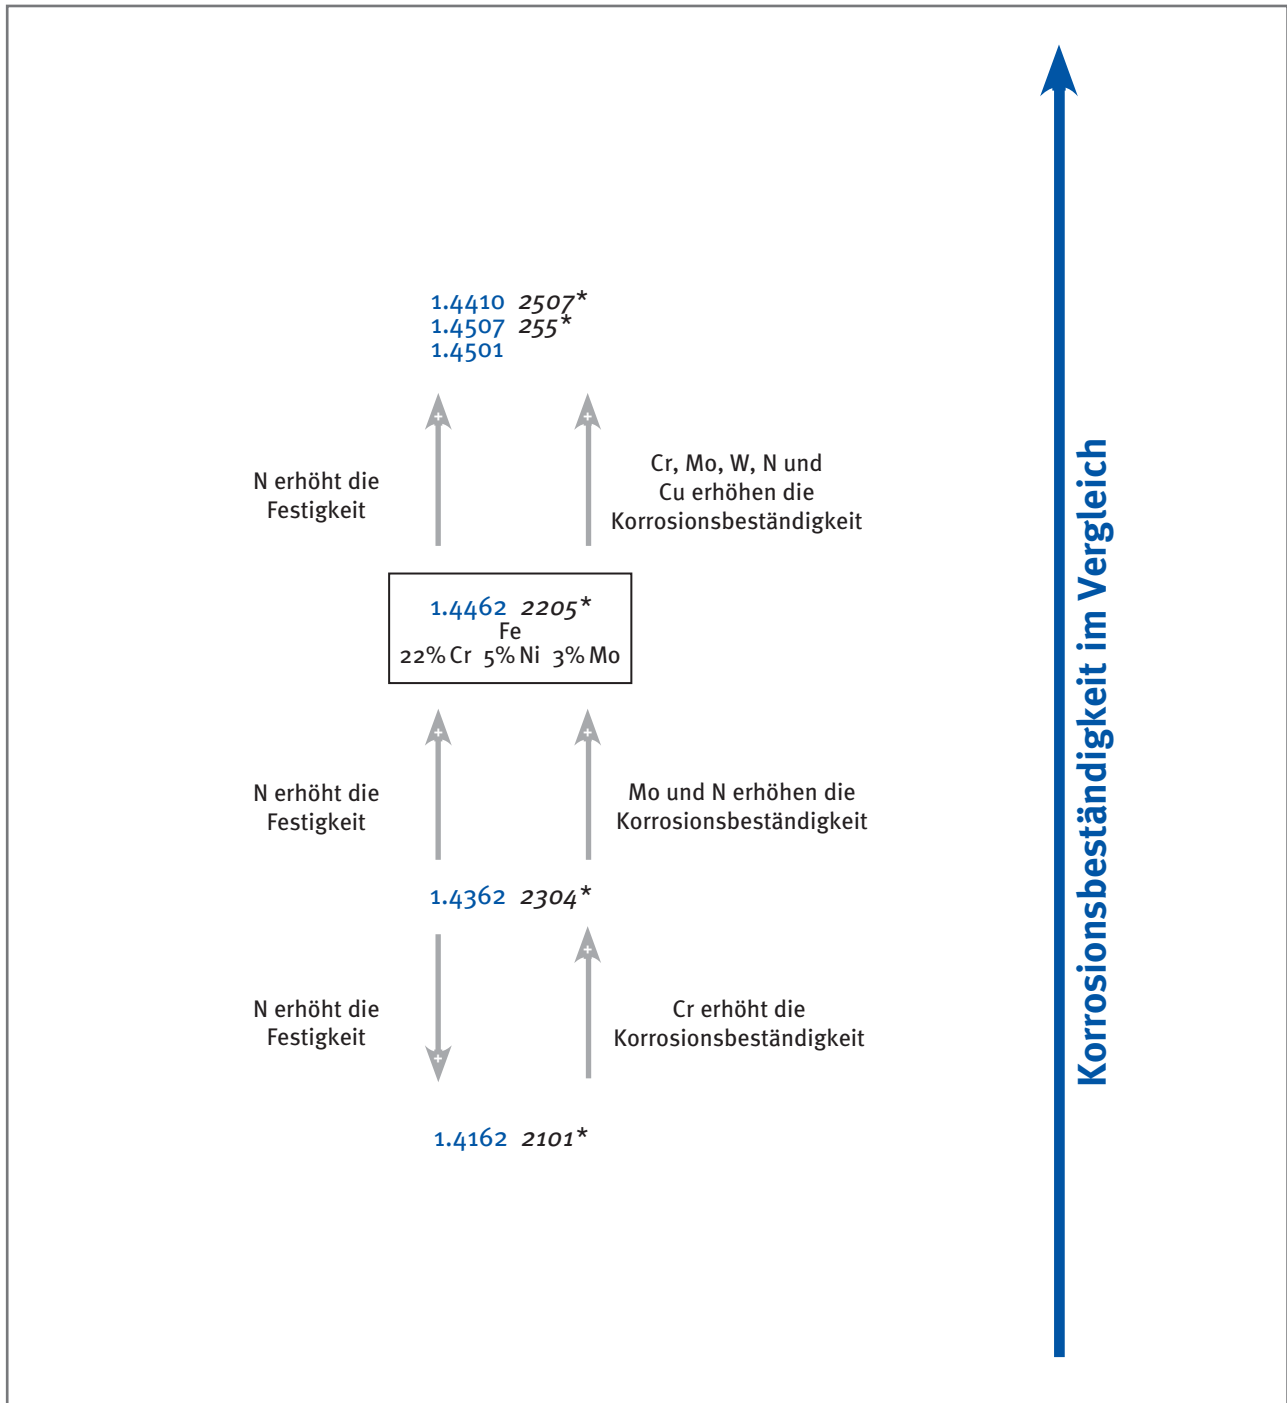 1.4410 2507*
1.4507 255*
1.4501
+ +
N erhöht die
Festigkeit
Cr, Mo, W, N und
Cu erhöhen die
Korrosionsbeständigkeit
1.4462 2205*
Fe
22% Cr 5% Ni 3% Mo
+ +
N erhöht die
Festigkeit
Mo und N erhöhen die
Korrosionsbeständigkeit
1.4362 2304*
+
N erhöht die
Festigkeit
Cr erhöht die
Korrosionsbeständigkeit
+
1.4162 2101*
Korrosionsbeständigkeit im Vergleich